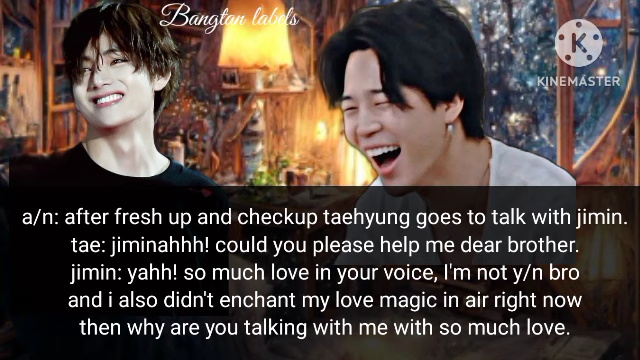 Bangtan labels
K
KINEMASTER
a/n: after fresh up and checkup taehyung goes to talk with jimin.
tae: jiminahhh! could you please help me dear brother.
jimin: yahh! so much love in your voice, I'm not y/n bro
and i also didn't enchant my love magic in air right now
then why are you talking with me with so much love.